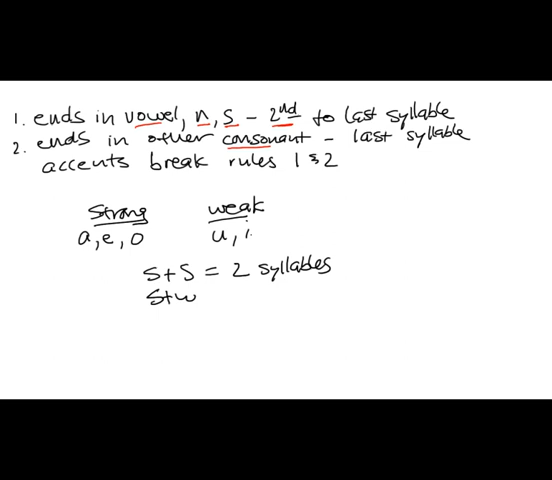 1. ends in vowel, n, s - 2nd to last syllable
2. ends in other consonant - last syllable
accents break rules 1 & 2
strong weak
a, e, o u, i
S+S = 2 syllables
S+w